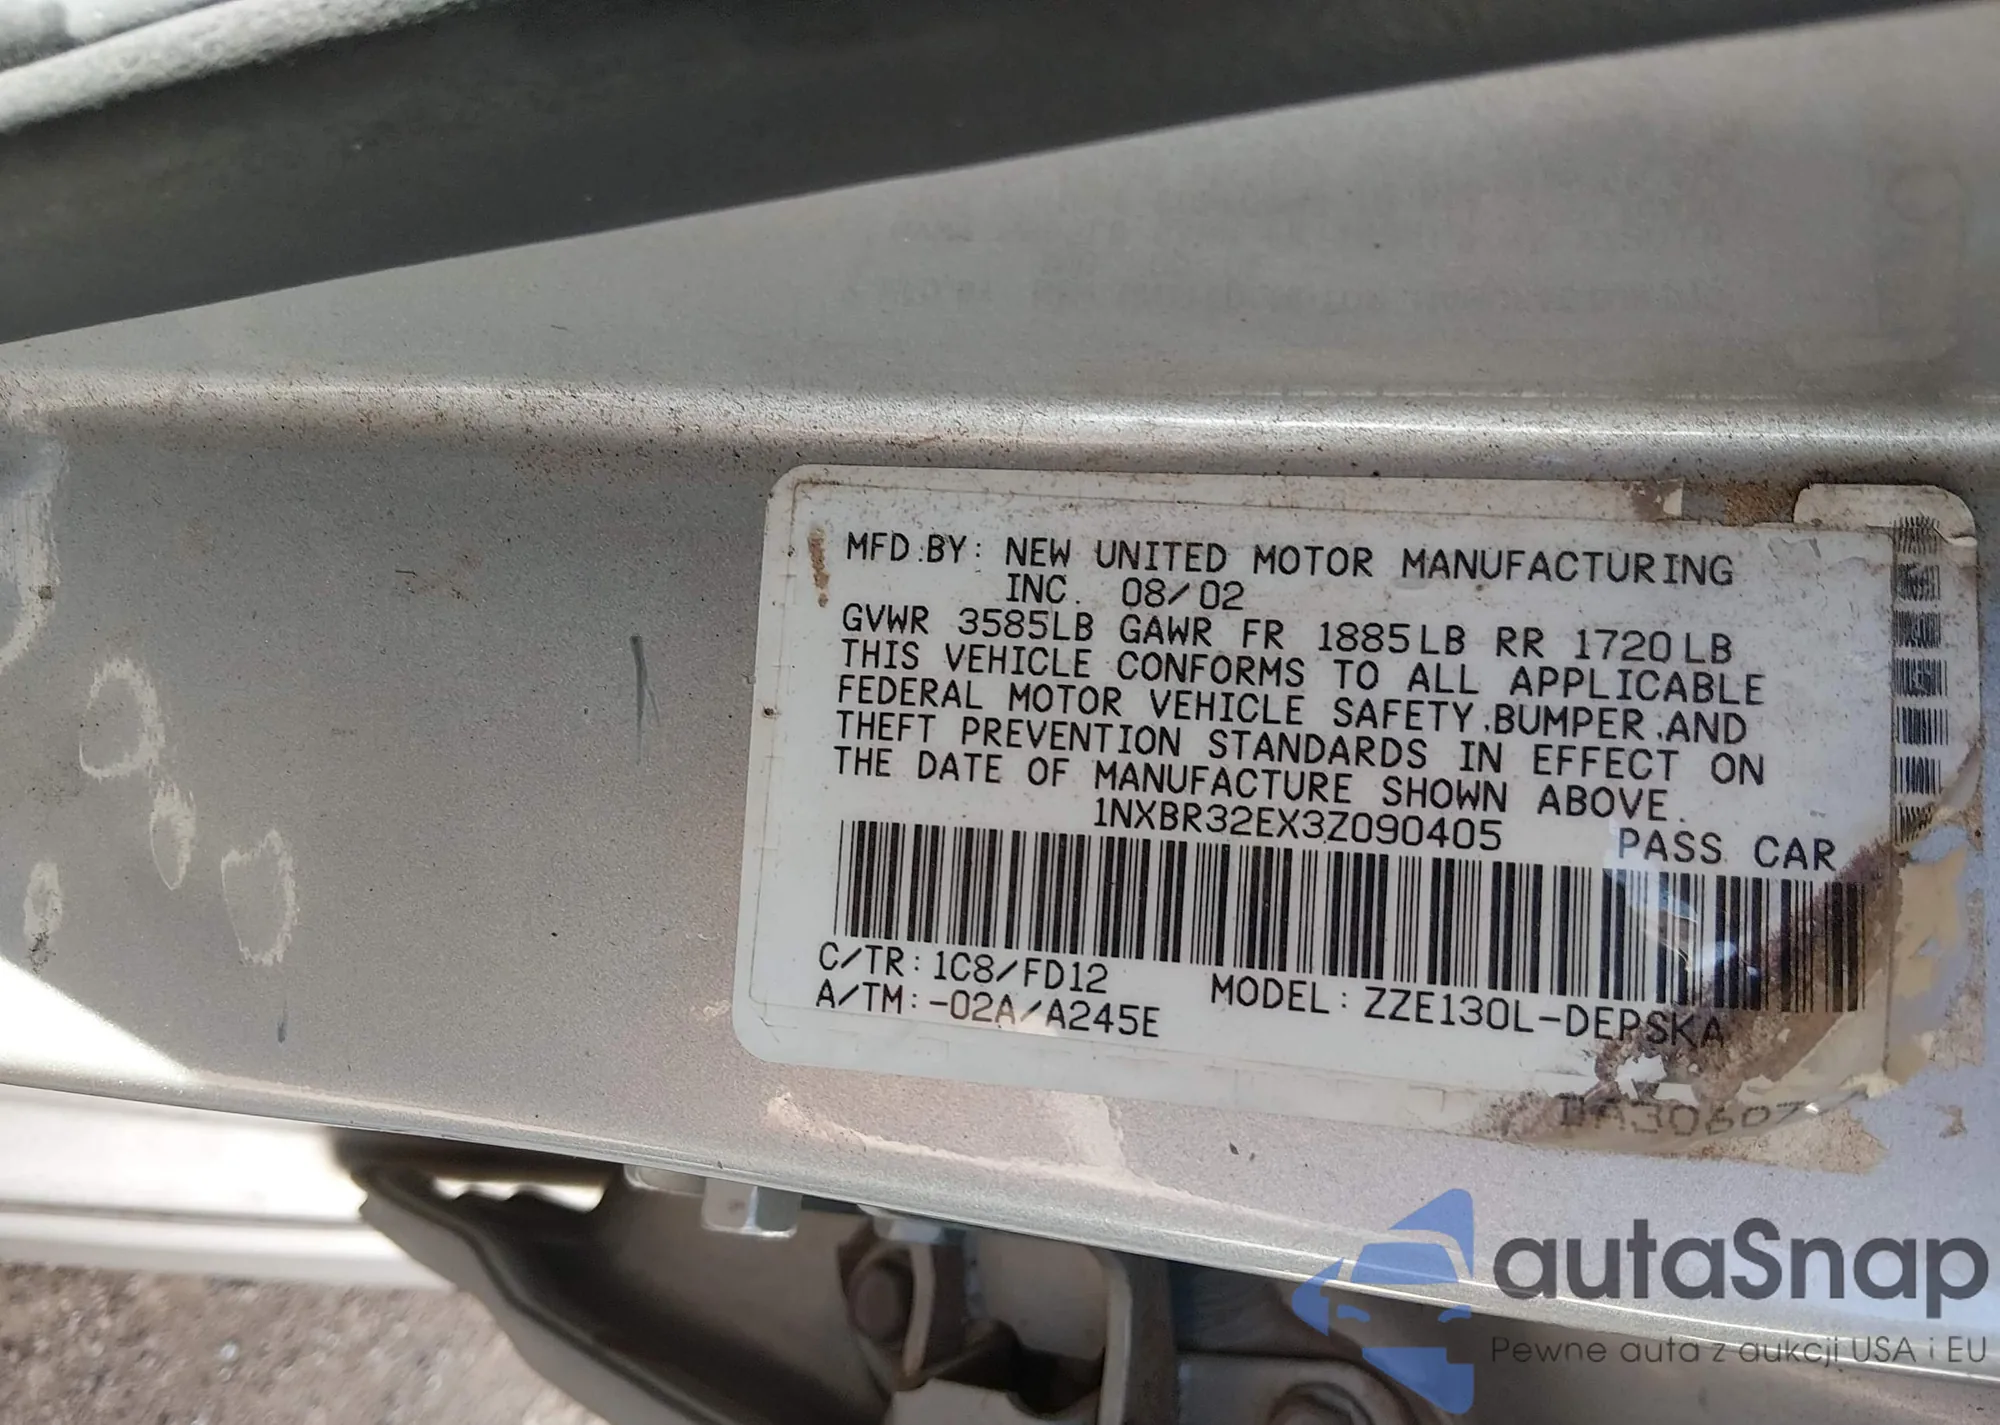 MFD.BY: NEW UNITED MOTOR MANUFACTURING
INC. 08/02
GVWR 3585LB GAWR FR 1885LB RR 1720LB
THIS VEHICLE CONFORMS TO ALL APPLICABLE
FEDERAL MOTOR VEHICLE SAFETY,BUMPER,AND
THEFT PREVENTION STANDARDS IN EFFECT ON
THE DATE OF MANUFACTURE SHOWN ABOVE.
1NXBR32EX3Z090405 PASS CAR
C/TR: 1C8/FD12
A/TM:-02A/A245E MODEL: ZZE130L-DEPSKA
autaSnap
Pewne auta z aukcji USA i EU